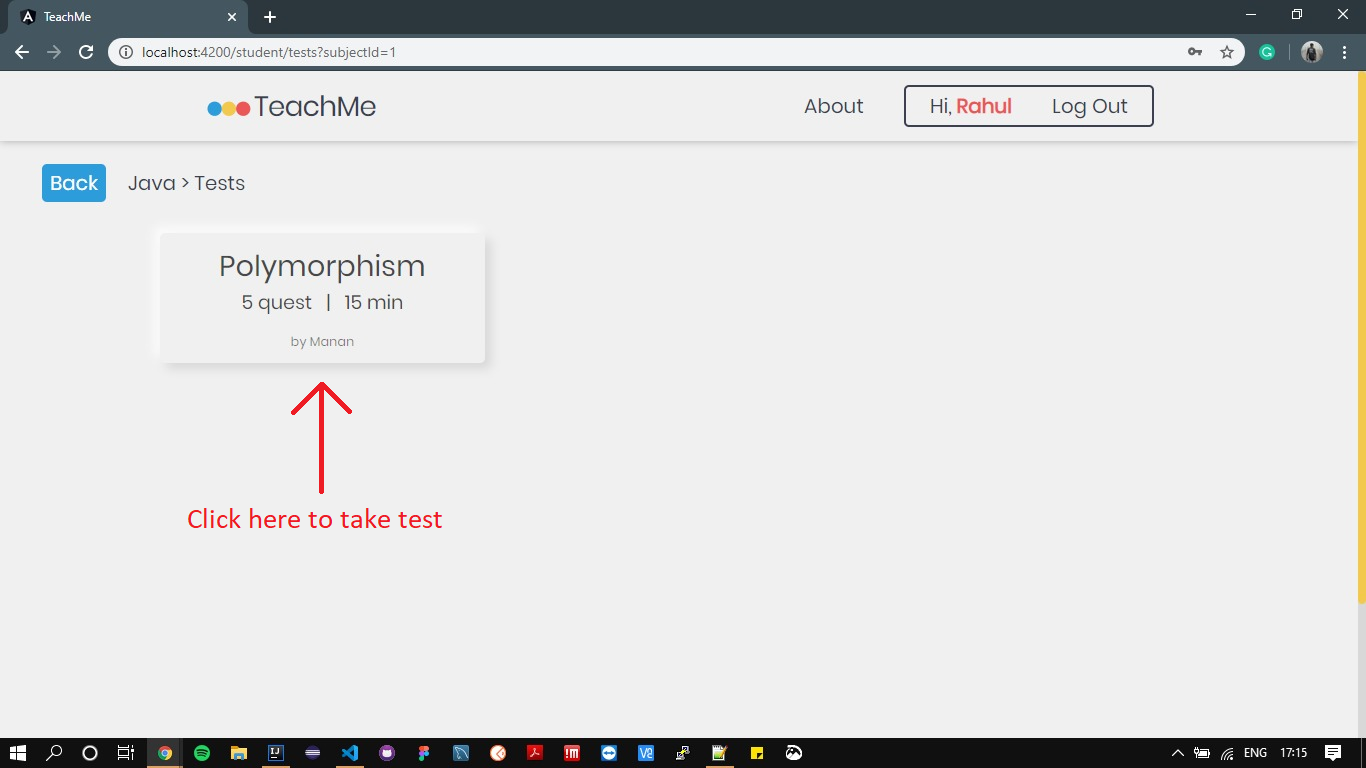 TeachMe
localhost:4200/student/tests?subjectId=1
TeachMe
About
Hi, Rahul
Log Out
Back
Java > Tests
Polymorphism
5 quest | 15 min
by Manan
Click here to take test
ENG
17:15